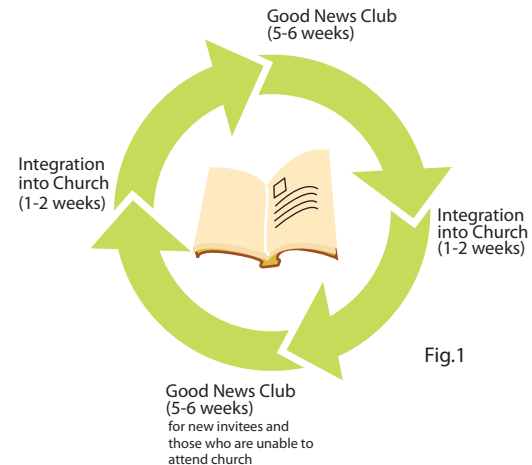 Good News Club
(5-6 weeks)
Integration
into Church
(1-2 weeks)
Integration
into Church
(1-2 weeks)
Fig.1
Good News Club
(5-6 weeks)
for new invitees and
those who are unable to
attend church